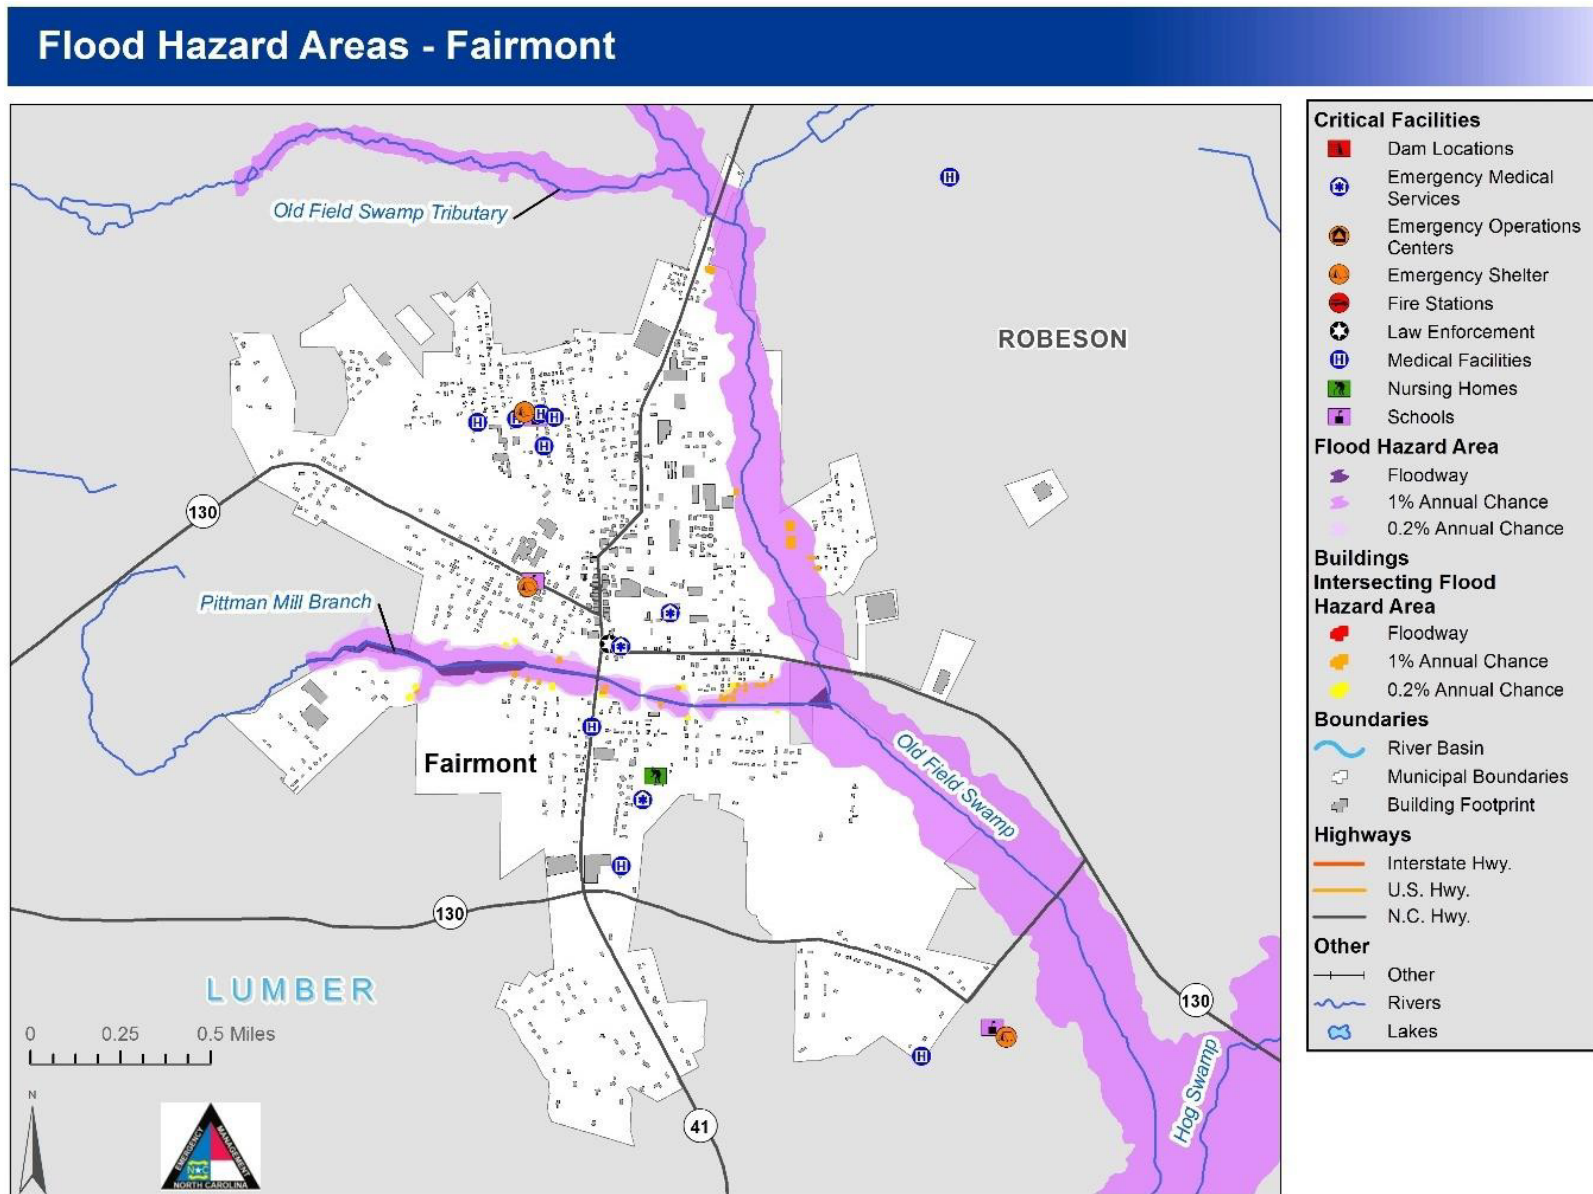 Flood Hazard Areas - Fairmont
Old Field Swamp Tributary
ROBESON
130
Pittman Mill Branch
Fairmont
Old Field Swamp
130
LUMBER
0 0.25 0.5 Miles
130
Hog Swamp
41
N
EMERGENCY
MANAGEMENT
N C
NORTH CAROLINA
Critical Facilities
Dam Locations
Emergency Medical
Services
Emergency Operations
Centers
Emergency Shelter
Fire Stations
Law Enforcement
H Medical Facilities
Nursing Homes
Schools
Flood Hazard Area
Floodway
1% Annual Chance
0.2% Annual Chance
Buildings
Intersecting Flood
Hazard Area
Floodway
1% Annual Chance
0.2% Annual Chance
Boundaries
River Basin
Municipal Boundaries
Building Footprint
Highways
Interstate Hwy.
U.S. Hwy.
N.C. Hwy.
Other
Other
Rivers
Lakes